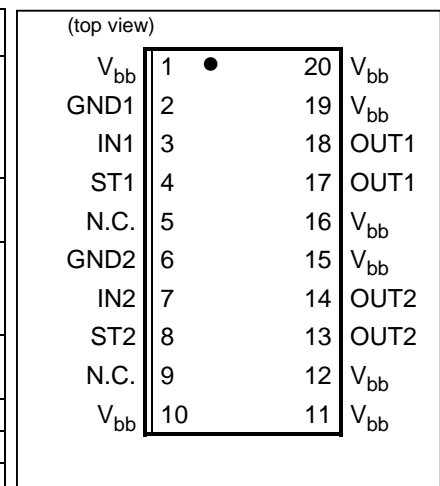 (top view)
Vbb 1 ● 20 Vbb
GND1 2 19 Vbb
IN1 3 18 OUT1
ST1 4 17 OUT1
N.C. 5 16 Vbb
GND2 6 15 Vbb
IN2 7 14 OUT2
ST2 8 13 OUT2
N.C. 9 12 Vbb
Vbb 10 11 Vbb